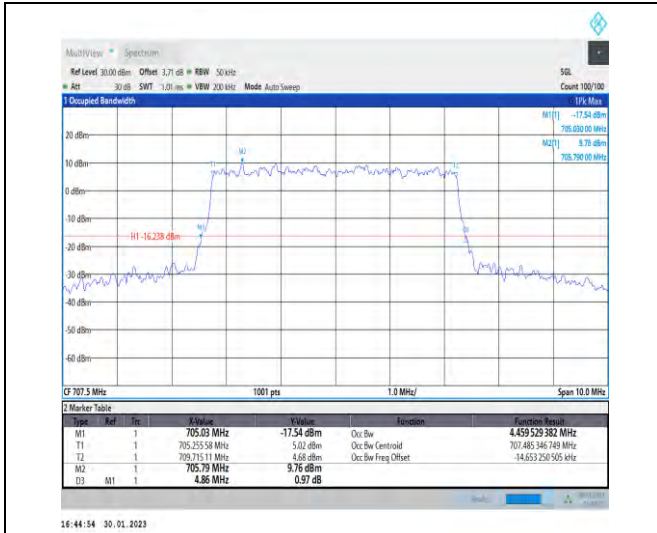 MultiView Spectrum
Ref Level 30.00 dBm Offset 3.71 dB RBW 50 kHz SGL
Att 30 dB SWT 1.01 ms VBW 200 kHz Mode Auto Sweep Count 100/100
1 Occupied Bandwidth 1Pk Max
M1[1] -17.54 dBm
705.030 00 MHz
M2[1] 9.76 dBm
705.790 00 MHz
20 dBm
10 dBm
0 dBm
-10 dBm
-20 dBm
-30 dBm
-40 dBm
-50 dBm
-60 dBm
M2
T1
T2
M1
D3
H1 -16.238 dBm
CF 707.5 MHz 1001 pts 1.0 MHz/ Span 10.0 MHz
2 Marker Table
Type Ref Trc X-Value Y-Value Function Function Result
M1 1 705.03 MHz -17.54 dBm Occ Bw 4.459 529 382 MHz
T1 1 705.255 58 MHz 5.02 dBm Occ Bw Centroid 707.485 346 749 MHz
T2 1 709.715 11 MHz 4.68 dBm Occ Bw Freq Offset -14.653 250 505 kHz
M2 1 705.79 MHz 9.76 dBm
D3 M1 1 4.86 MHz 0.97 dB
16:44:54 30.01.2023